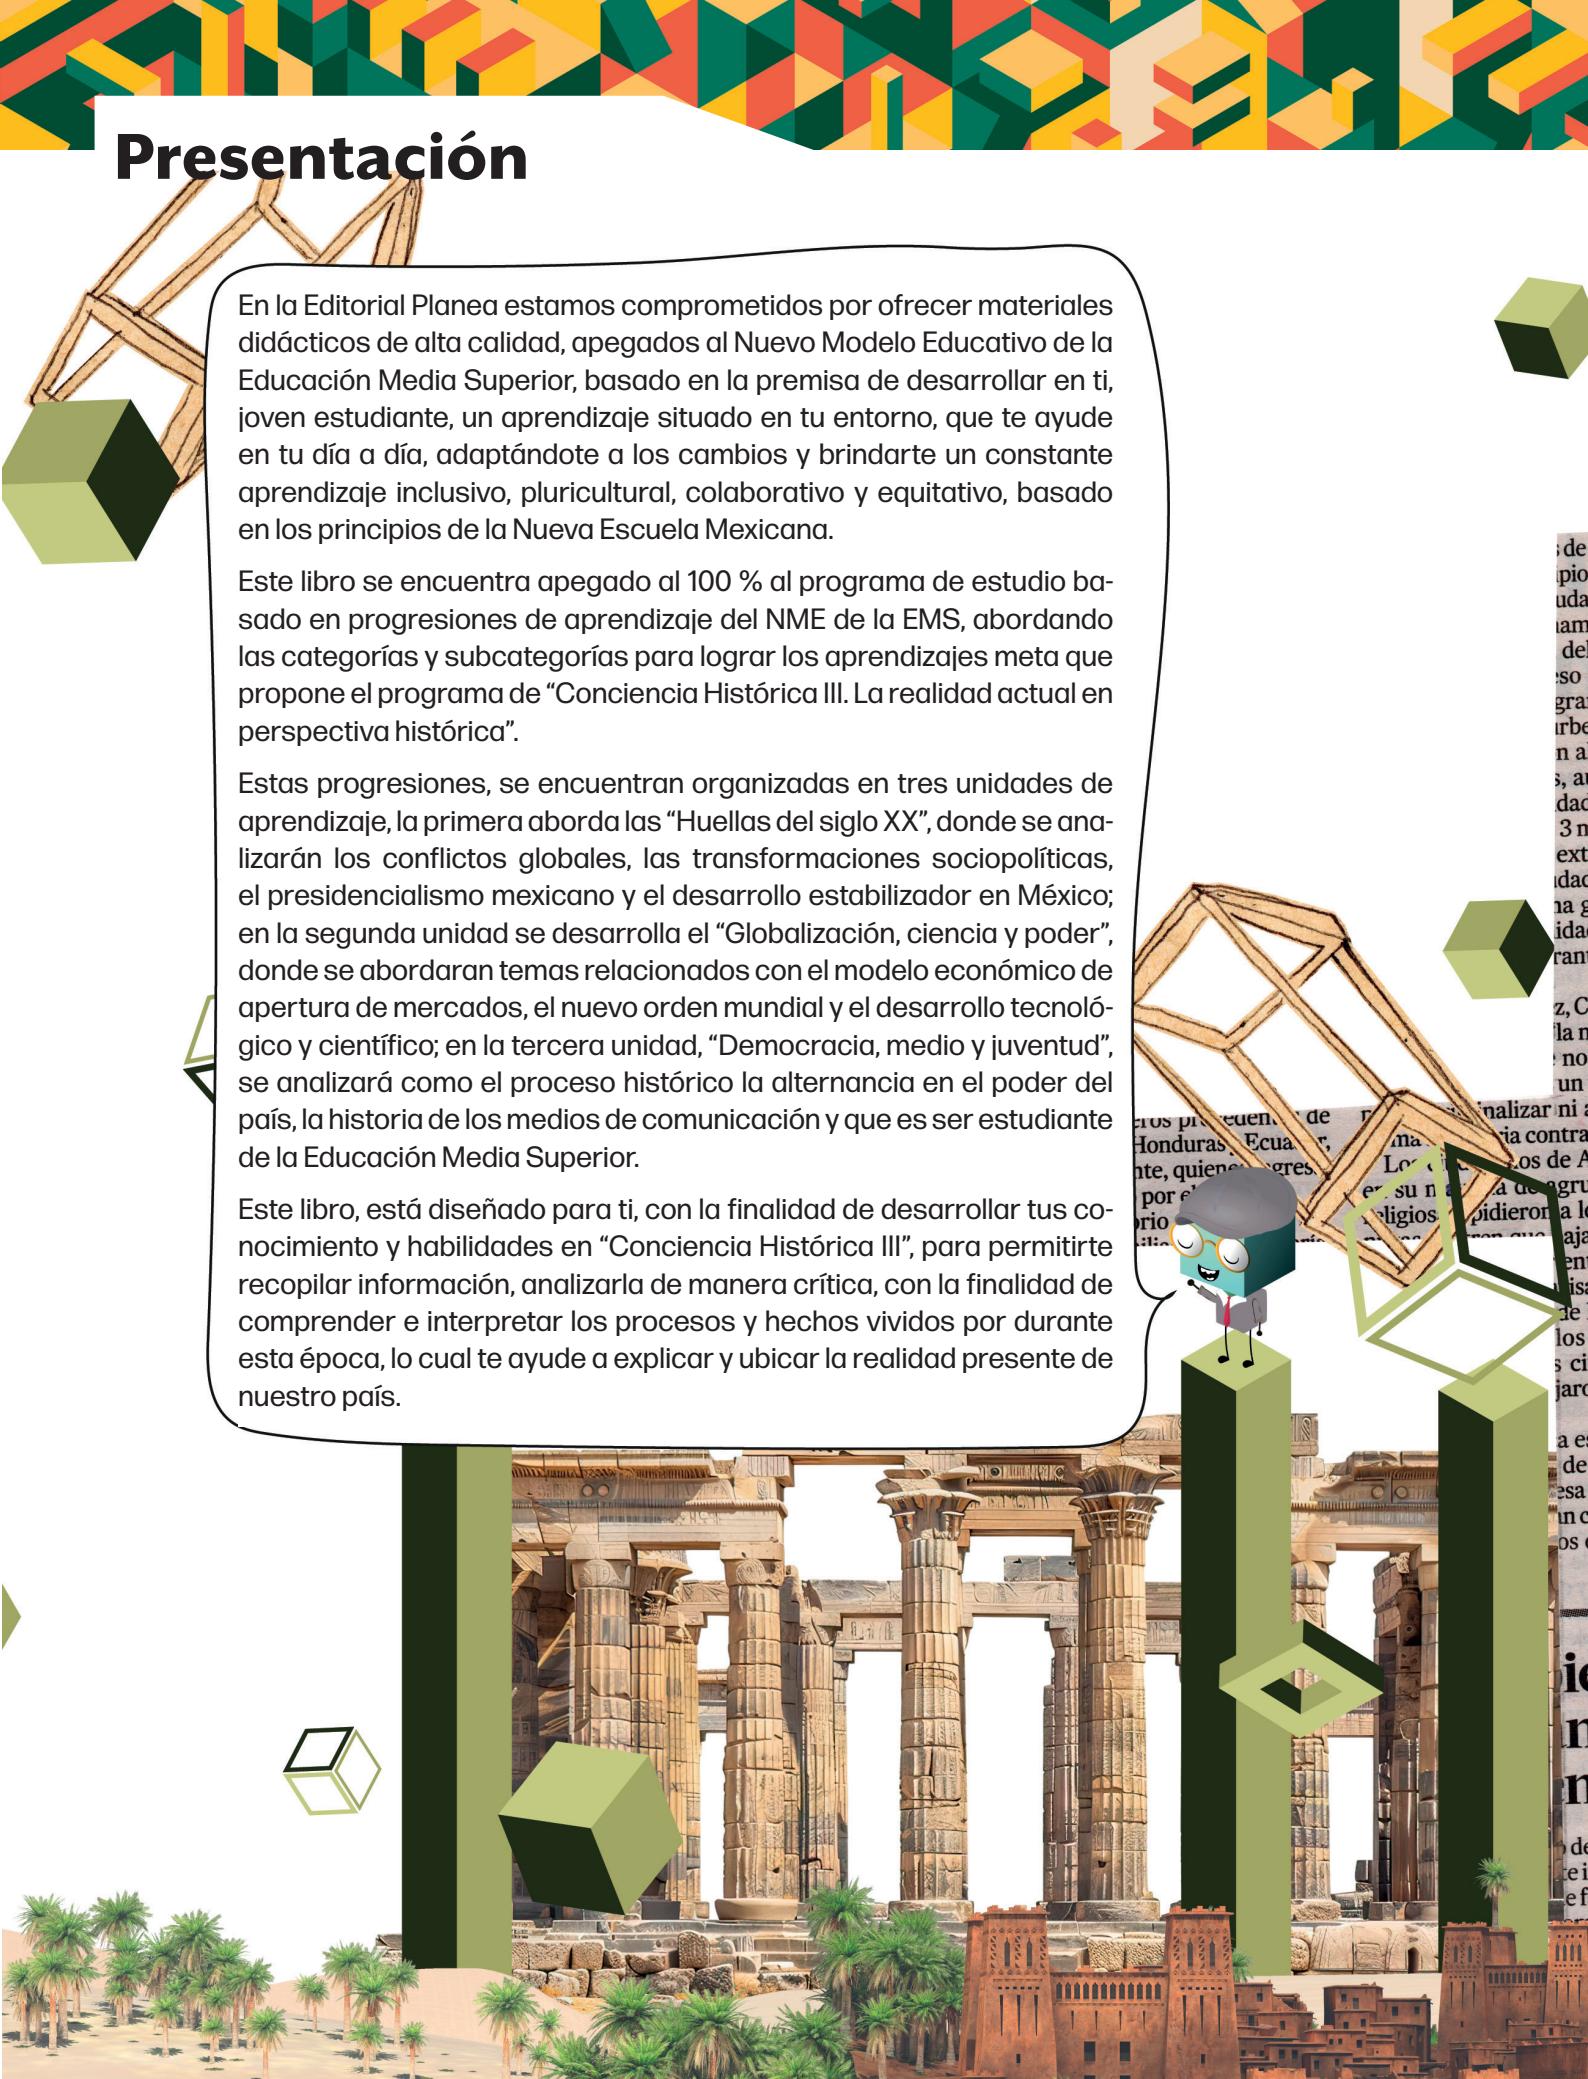 Presentación
En la Editorial Planea estamos comprometidos por ofrecer materiales
didácticos de alta calidad, apegados al Nuevo Modelo Educativo de la
Educación Media Superior, basado en la premisa de desarrollar en ti,
joven estudiante, un aprendizaje situado en tu entorno, que te ayude
en tu día a día, adaptándote a los cambios y brindarte un constante
aprendizaje inclusivo, pluricultural, colaborativo y equitativo, basado
en los principios de la Nueva Escuela Mexicana.
Este libro se encuentra apegado al 100 % al programa de estudio ba-
sado en progresiones de aprendizaje del NME de la EMS, abordando
las categorías y subcategorías para lograr los aprendizajes meta que
propone el programa de “Conciencia Histórica III. La realidad actual en
perspectiva histórica”.
Estas progresiones, se encuentran organizadas en tres unidades de
aprendizaje, la primera aborda las “Huellas del siglo XX”, donde se ana-
lizarán los conflictos globales, las transformaciones sociopolíticas,
el presidencialismo mexicano y el desarrollo estabilizador en México;
en la segunda unidad se desarrolla el “Globalización, ciencia y poder”,
donde se abordaran temas relacionados con el modelo económico de
apertura de mercados, el nuevo orden mundial y el desarrollo tecnoló-
gico y científico; en la tercera unidad, “Democracia, medio y juventud”,
se analizará como el proceso histórico la alternancia en el poder del
país, la historia de los medios de comunicación y que es ser estudiante
de la Educación Media Superior.
Este libro, está diseñado para ti, con la finalidad de desarrollar tus co-
nocimiento y habilidades en “Conciencia Histórica III”, para permitirte
recopilar información, analizarla de manera crítica, con la finalidad de
comprender e interpretar los procesos y hechos vividos por durante
esta época, lo cual te ayude a explicar y ubicar la realidad presente de
nuestro país.
de
Honduras, Ecuador,
por
contra
Los de A
en su
pidieron a